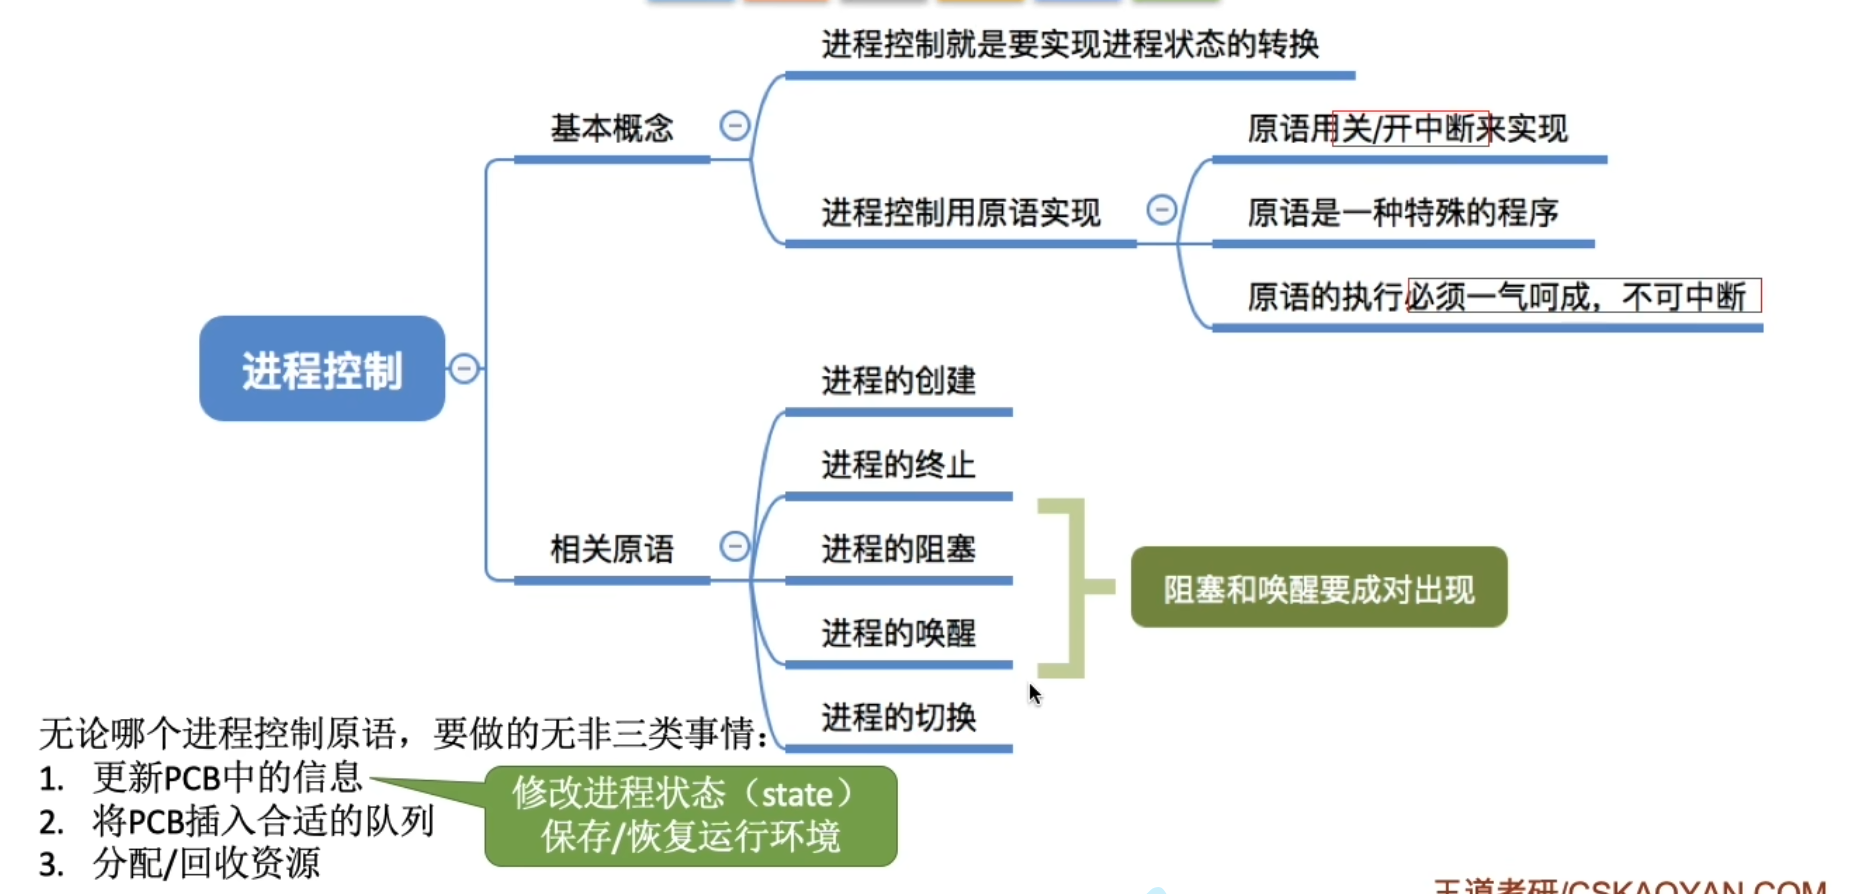 进程控制就是要实现进程状态的转换
基本概念
原语用关/开中断来实现
进程控制用原语实现
原语是一种特殊的程序
原语的执行必须一气呵成，不可中断
进程控制
进程的创建
进程的终止
相关原语
进程的阻塞
阻塞和唤醒要成对出现
进程的唤醒
进程的切换
无论哪个进程控制原语，要做的无非三类事情：
1. 更新PCB中的信息
修改进程状态（state）
保存/恢复运行环境
2. 将PCB插入合适的队列
3. 分配/回收资源
王道考研/CSKAOYAN.COM